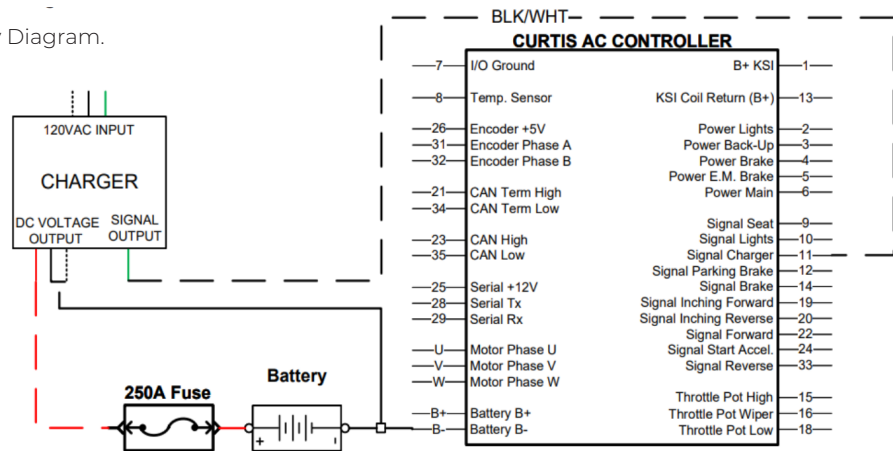 Diagram.
BLK/WHT
CURTIS AC CONTROLLER
7 I/O Ground
8 Temp. Sensor
26 Encoder +5V
31 Encoder Phase A
32 Encoder Phase B
21 CAN Term High
34 CAN Term Low
23 CAN High
35 CAN Low
25 Serial +12V
28 Serial Tx
29 Serial Rx
U Motor Phase U
V Motor Phase V
W Motor Phase W
B+ Battery B+
B- Battery B-
B+ KSI 1
KSI Coil Return (B+) 13
Power Lights 2
Power Back-Up 3
Power Brake 4
Power E.M. Brake 5
Power Main 6
Signal Seat 9
Signal Lights 10
Signal Charger 11
Signal Parking Brake 12
Signal Brake 14
Signal Inching Forward 19
Signal Inching Reverse 20
Signal Forward 22
Signal Start Accel. 24
Signal Reverse 33
Throttle Pot High 15
Throttle Pot Wiper 16
Throttle Pot Low 18
120VAC INPUT
CHARGER
DC VOLTAGE OUTPUT
SIGNAL OUTPUT
250A Fuse
Battery
+ -